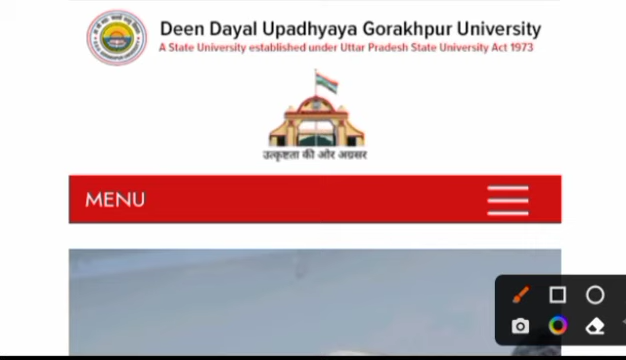 Deen Dayal Upadhyaya Gorakhpur University
A State University established under Uttar Pradesh State University Act 1973
उत्कृष्टता की ओर अग्रसर
MENU